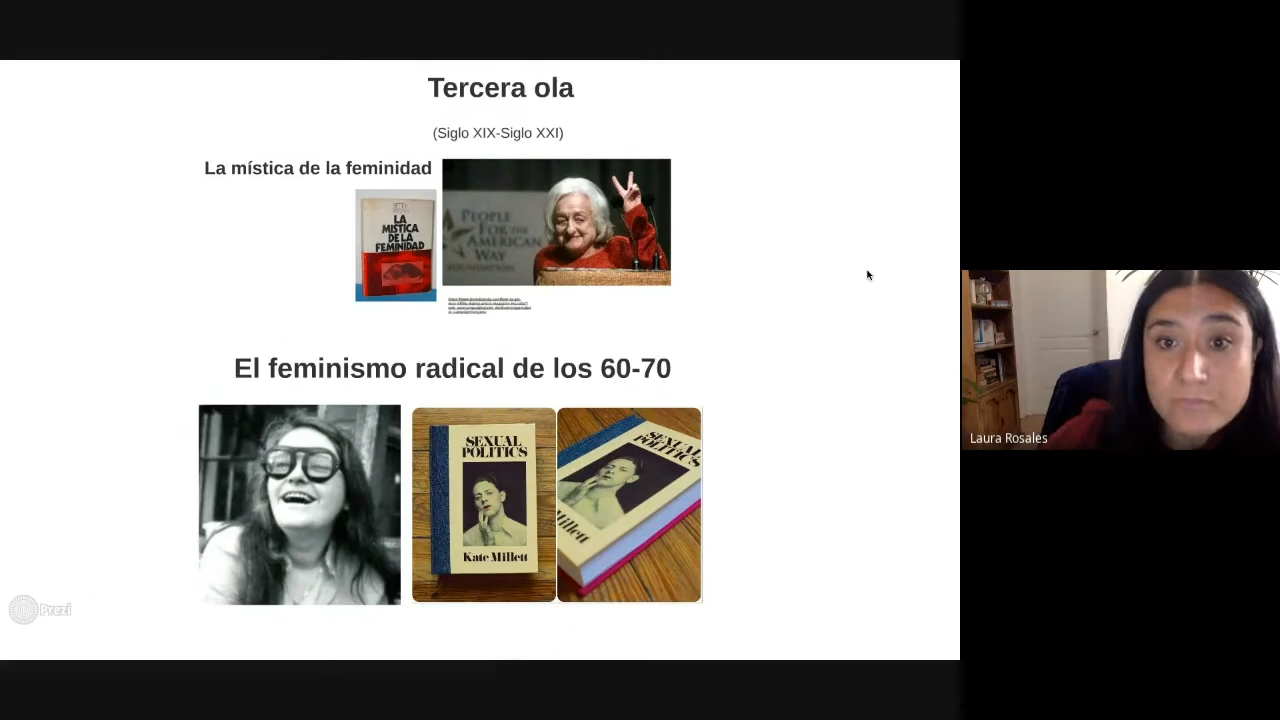 Tercera ola
(Siglo XIX-Siglo XXI)
La mística de la feminidad
LA
MISTICA
DE LA
FEMINIDAD
PEOPLE
FOR THE
AMERICAN
WAY
FOUNDATION
El feminismo radical de los 60-70
SEXUAL
POLITICS
Kate Millett
SEXUAL
POLITICS
Millett
Prezi
Laura Rosales